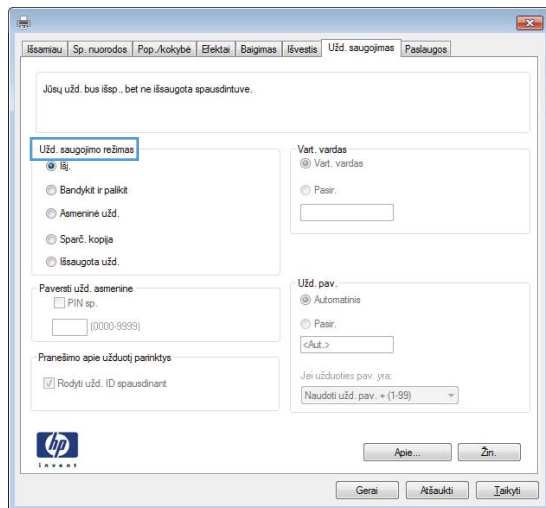 Išsamiau Sp. nuorodos Pop./kokybė Efektai Baigimas Išvestis Užd. saugojimas Paslaugos
Jūsų užd. bus išsp., bet ne išsaugota spausdintuve.
Užd. saugojimo režimas
Išj.
Bandykit ir palikit
Asmeninė užd.
Sparč. kopija
Išsaugota užd.
Vart. vardas
Vart. vardas
Pasir.
Paversti užd. asmenine
PIN sp.
(0000-9999)
Užd. pav.
Automatinis
Pasir.
<Aut.>
Pranešimo apie užduotį parinktys
Rodyti užd. ID spausdinant
Jei užduoties pav. yra:
Naudoti užd. pav. + (1-99)
hp
invent
Apie... Žin.
Gerai Atšaukti Taikyti